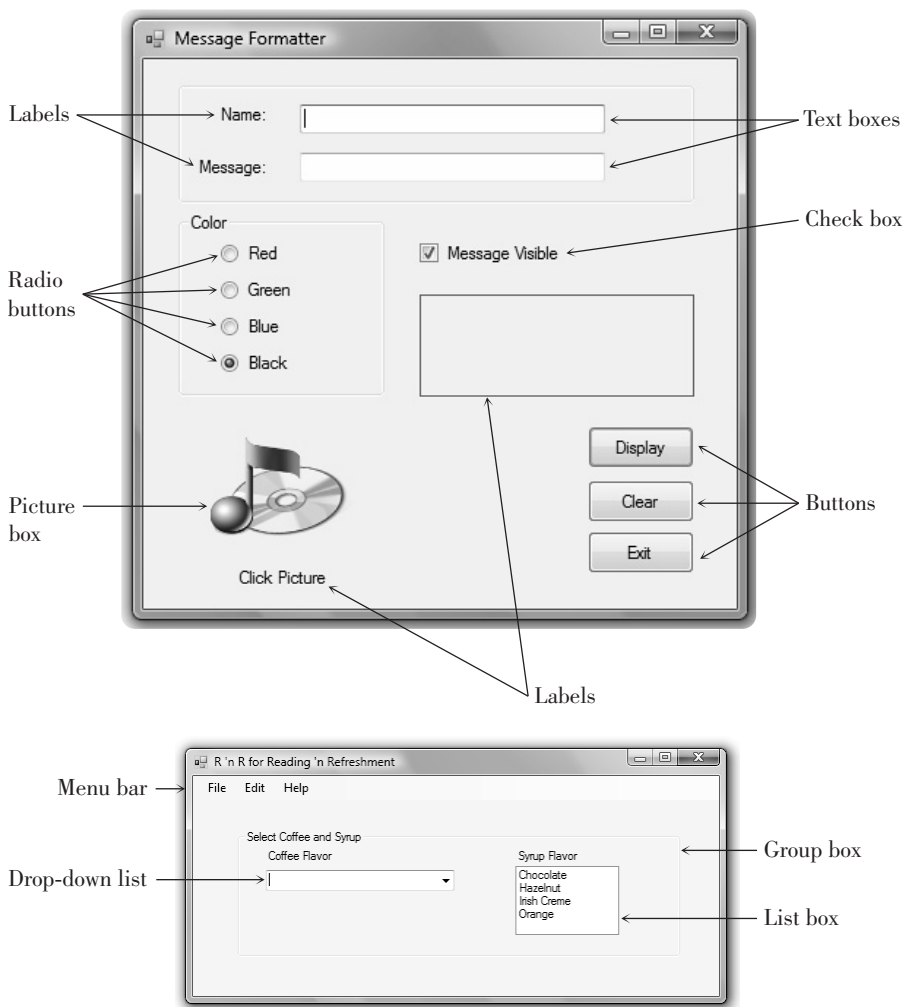 Message Formatter
Labels
Name:
Text boxes
Message:
Color
Check box
Red
Message Visible
Radio
buttons
Green
Blue
Black
Display
Picture
box
Clear
Buttons
Exit
Click Picture
Labels
R 'n R for Reading 'n Refreshment
Menu bar
File Edit Help
Select Coffee and Syrup
Group box
Coffee Flavor
Syrup Flavor
Drop-down list
Chocolate
Hazelnut
Irish Creme
Orange
List box